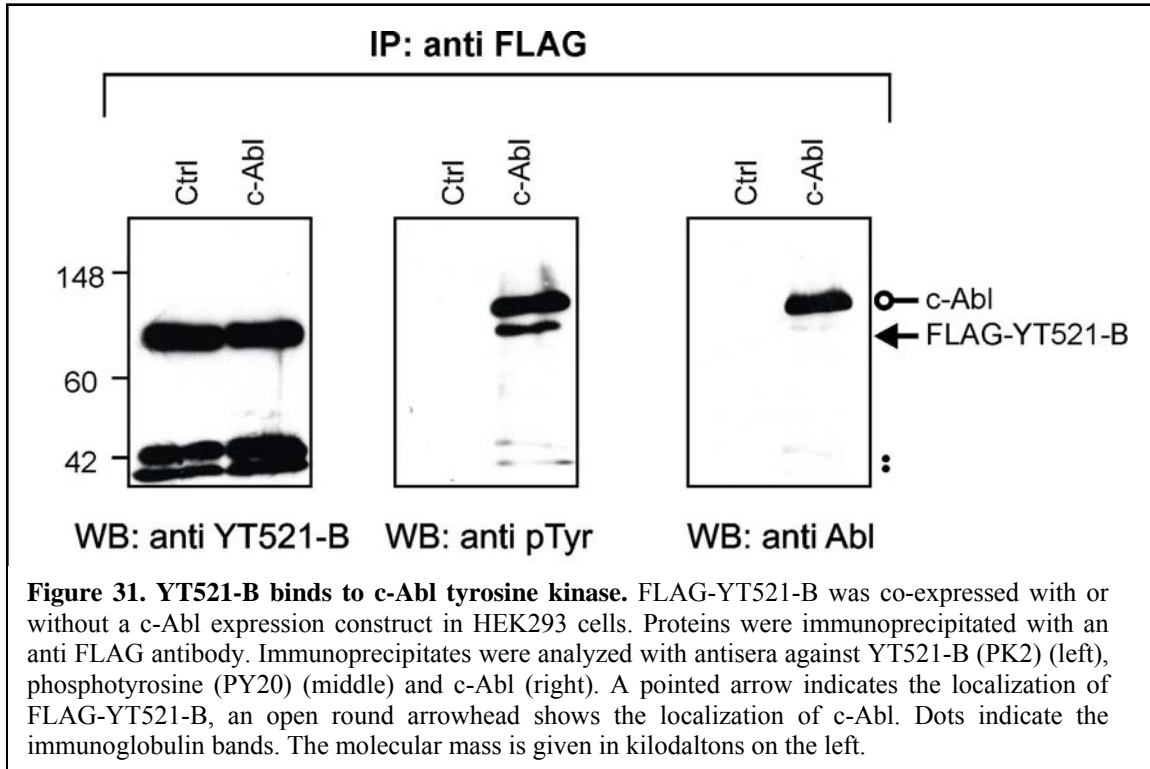 IP: anti FLAG
Ctrl
c-Abl
Ctrl
c-Abl
Ctrl
c-Abl
148
60
42
c-Abl
FLAG-YT521-B
WB: anti YT521-B
WB: anti pTyr
WB: anti Abl
Figure 31. YT521-B binds to c-Abl tyrosine kinase. FLAG-YT521-B was co-expressed with or
without a c-Abl expression construct in HEK293 cells. Proteins were immunoprecipitated with an
anti FLAG antibody. Immunoprecipitates were analyzed with antisera against YT521-B (PK2) (left),
phosphotyrosine (PY20) (middle) and c-Abl (right). A pointed arrow indicates the localization of
FLAG-YT521-B, an open round arrowhead shows the localization of c-Abl. Dots indicate the
immunoglobulin bands. The molecular mass is given in kilodaltons on the left.